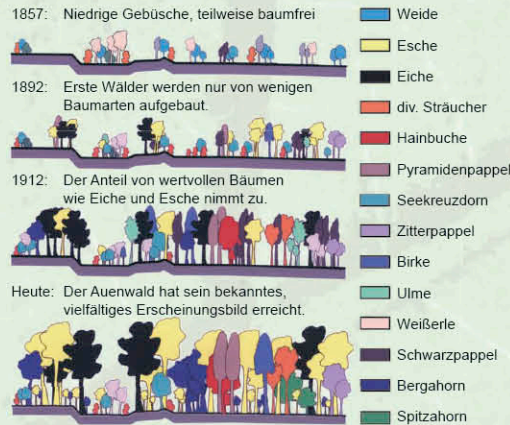 1857: Niedrige Gebüsche, teilweise baumfrei
1892: Erste Wälder werden nur von wenigen
Baumarten aufgebaut.
1912: Der Anteil von wertvollen Bäumen
wie Eiche und Esche nimmt zu.
Heute: Der Auenwald hat sein bekanntes,
vielfältiges Erscheinungsbild erreicht.
Weide
Esche
Eiche
div. Sträucher
Hainbuche
Pyramidenpappel
Seekreuzdorn
Zitterpappel
Birke
Ulme
Weißerle
Schwarzpappel
Bergahorn
Spitzahorn